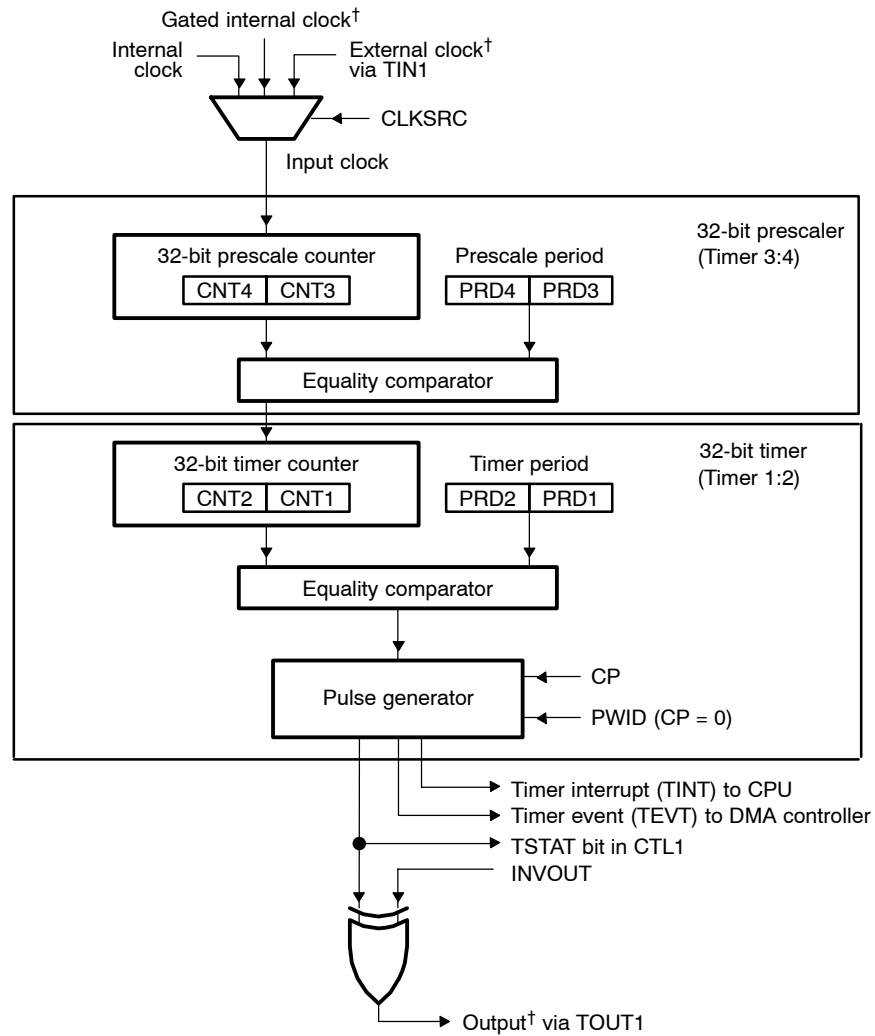 Gated internal clock†
Internal
clock
External clock†
via TIN1
CLKSRC
Input clock
32-bit prescaler
(Timer 3:4)
32-bit prescale counter
CNT4 CNT3
Prescale period
PRD4 PRD3
Equality comparator
32-bit timer
(Timer 1:2)
32-bit timer counter
CNT2 CNT1
Timer period
PRD2 PRD1
Equality comparator
Pulse generator
CP
PWID (CP = 0)
Timer interrupt (TINT) to CPU
Timer event (TEVT) to DMA controller
TSTAT bit in CTL1
INVOUT
Output† via TOUT1